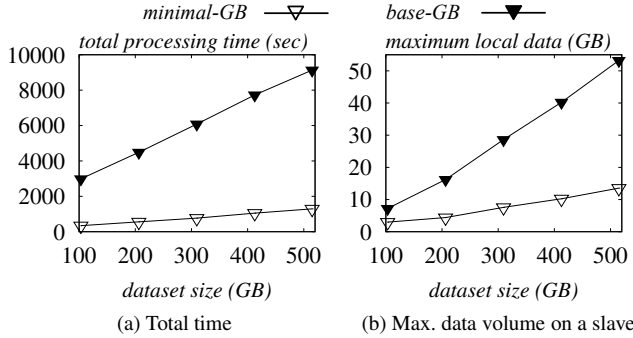 minimal-GB base-GB
total processing time (sec)
10000
8000
6000
4000
2000
0
100 200 300 400 500
dataset size (GB)
(a) Total time
maximum local data (GB)
50
40
30
20
10
0
100 200 300 400 500
dataset size (GB)
(b) Max. data volume on a slave